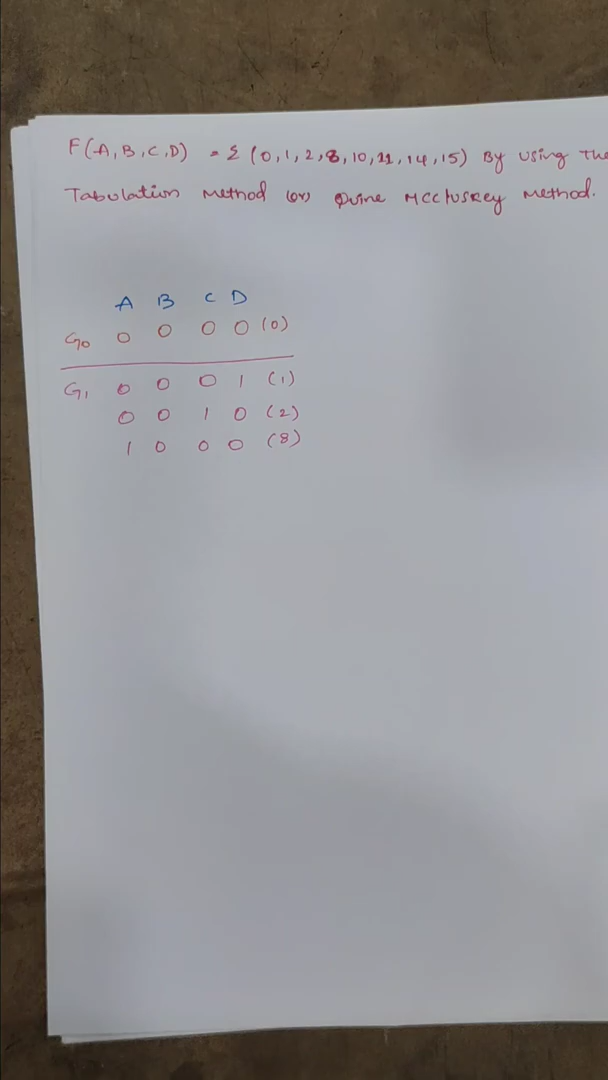 F(A,B,C,D) = Σ (0,1,2,8,10,11,14,15) By using the
Tabulation Method (or) Quine MCCluskey Method.
A B C D
G0 0 0 0 0 (0)
G1 0 0 0 1 (1)
0 0 1 0 (2)
1 0 0 0 (8)